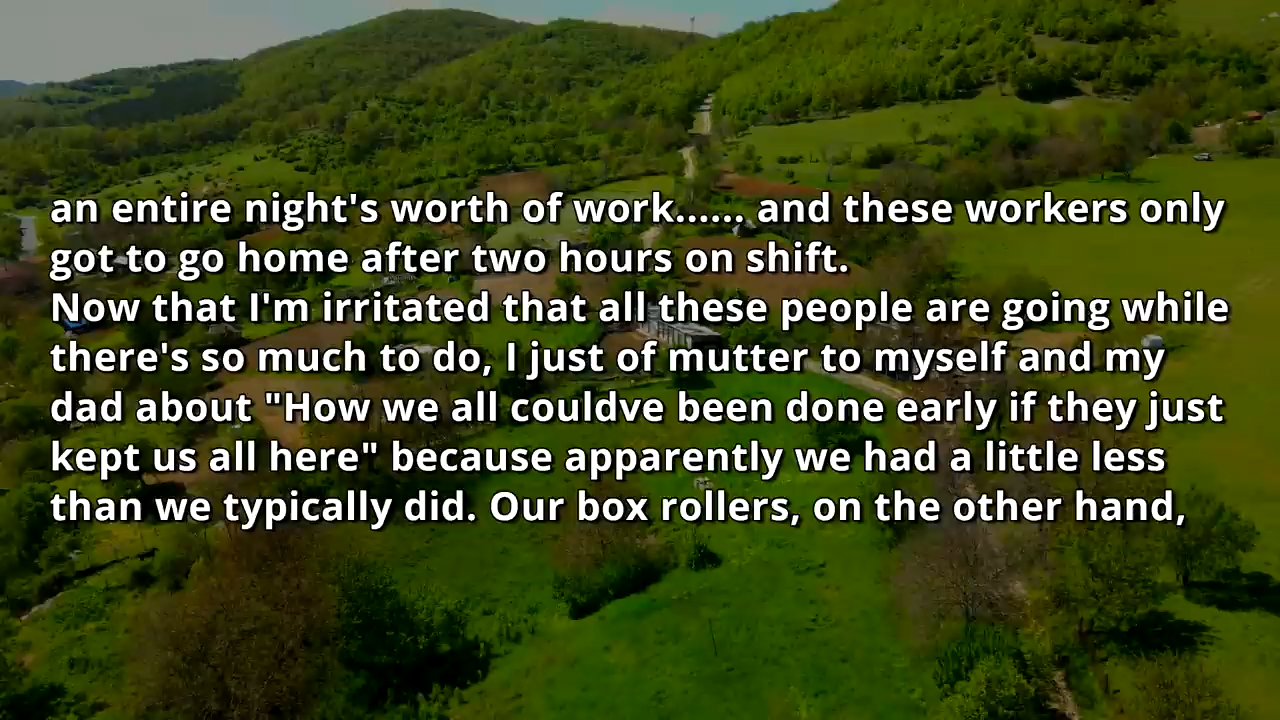 an entire night's worth of work...... and these workers only
got to go home after two hours on shift.
Now that I'm irritated that all these people are going while
there's so much to do, I just of mutter to myself and my
dad about "How we all couldve been done early if they just
kept us all here" because apparently we had a little less
than we typically did. Our box rollers, on the other hand,